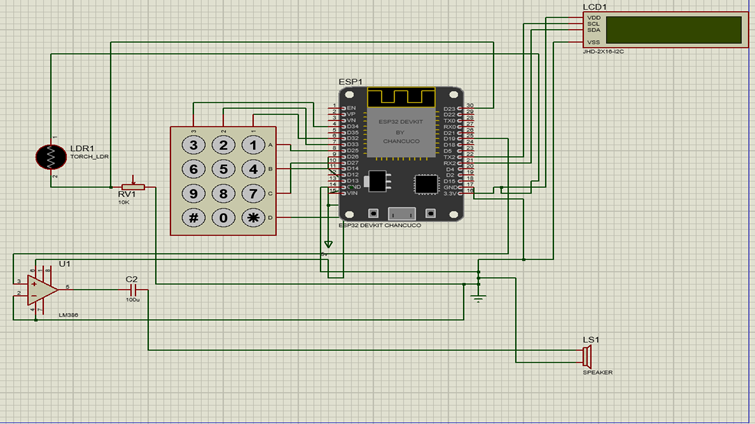 LCD1
VDD
SCL
SDA
VSS
JHD-2X16-I2C
ESP1
ESP32 DEVKIT
BY
CHANCUCO
EN
VP
VN
D34
D35
D32
D33
D25
D26
D27
D14
D12
D13
GND
VIN
D23
D22
TX0
RX0
D21
D19
D18
D5
TX2
RX2
D4
D2
D15
GND
3.3V
ESP32 DEVKIT CHANCUCO
LDR1
TORCH_LDR
RV1
10K
3 2 1 A
6 5 4 B
9 8 7 C
# 0 * D
U1
LM386
C2
100u
LS1
SPEAKER